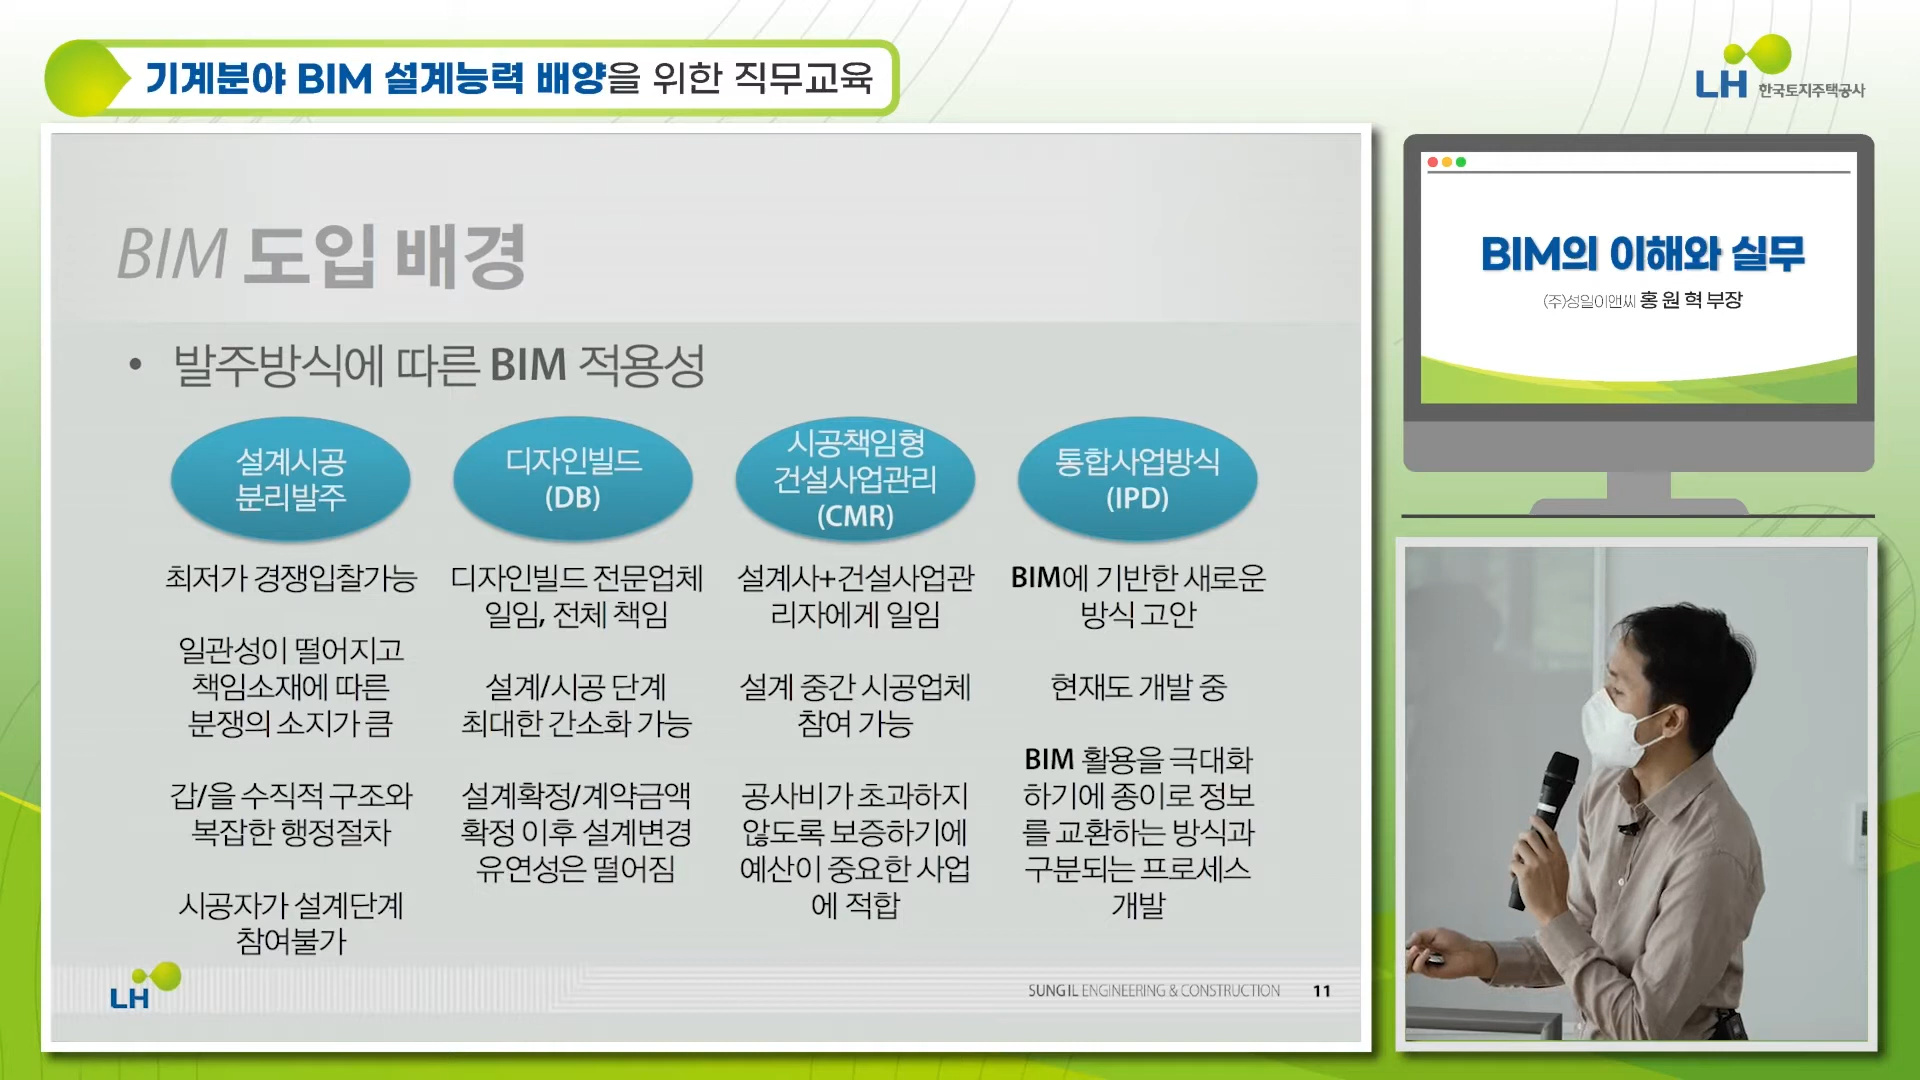 기계분야 BIM 설계능력 배양을 위한 직무교육
LH 한국토지주택공사
BIM 도입 배경
• 발주방식에 따른 BIM 적용성
설계시공
분리발주
최저가 경쟁입찰가능
일관성이 떨어지고
책임소재에 따른
분쟁의 소지가 큼
갑/을 수직적 구조와
복잡한 행정절차
시공자가 설계단계
참여불가
디자인빌드
(DB)
디자인빌드 전문업체
일임, 전체 책임
설계/시공 단계
최대한 간소화 가능
설계확정/계약금액
확정 이후 설계변경
유연성은 떨어짐
시공책임형
건설사업관리
(CMR)
설계사+건설사업관
리자에게 일임
설계 중간 시공업체
참여 가능
공사비가 초과하지
않도록 보증하기에
예산이 중요한 사업
에 적합
통합사업방식
(IPD)
BIM에 기반한 새로운
방식 고안
현재도 개발 중
BIM 활용을 극대화
하기에 종이로 정보
를 교환하는 방식과
구분되는 프로세스
개발
LH
SUNG IL ENGINEERING & CONSTRUCTION 11
BIM의 이해와 실무
(주)성일이앤씨 홍원혁 부장